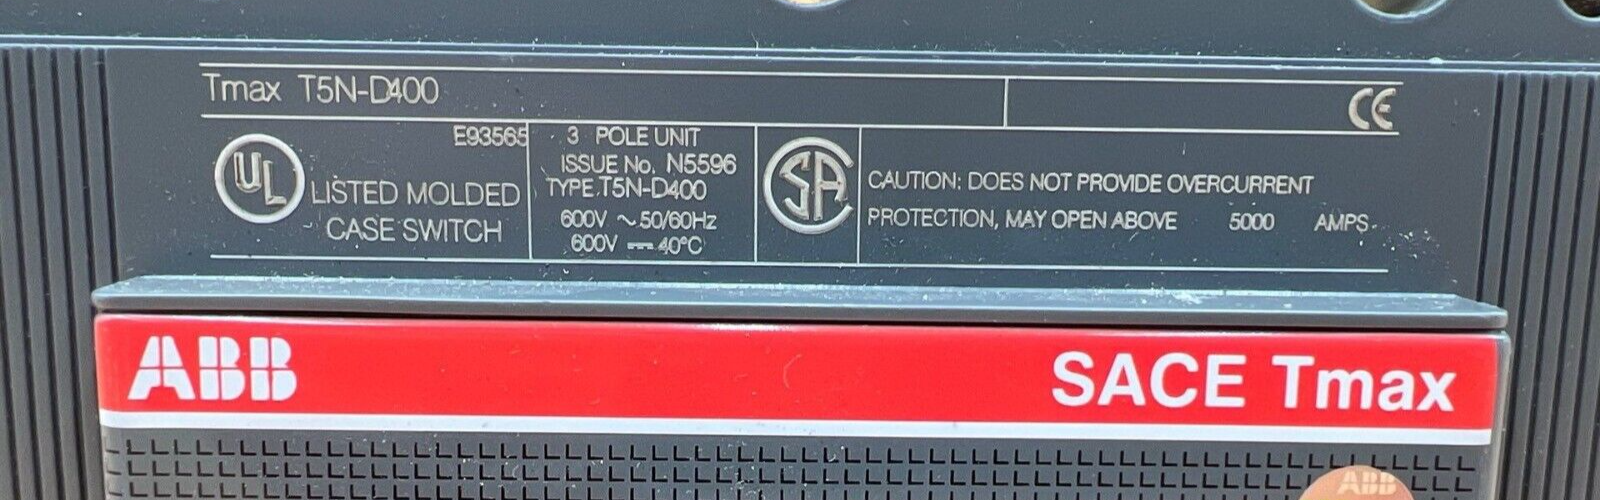 Tmax T5N-D400
CE
E93565
UL
LISTED MOLDED
CASE SWITCH
3 POLE UNIT
ISSUE No. N5596
TYPE.T5N-D400
600V ~ 50/60Hz
600V ⎓ 40°C
SA
CAUTION: DOES NOT PROVIDE OVERCURRENT
PROTECTION, MAY OPEN ABOVE 5000 AMPS.
ABB
SACE Tmax
ABB